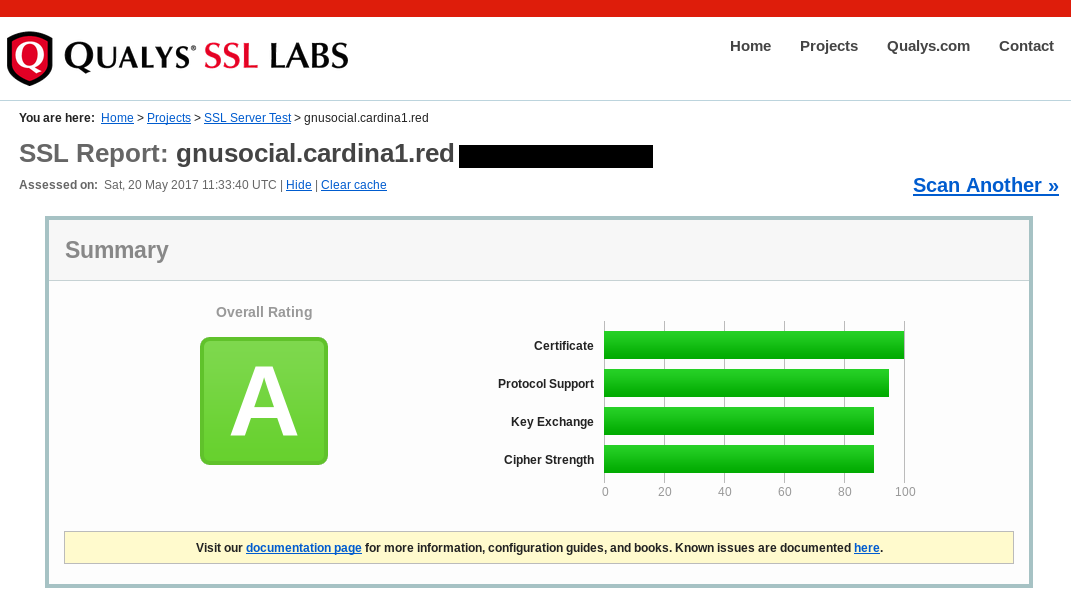 Q QUALYS® SSL LABS
Home Projects Qualys.com Contact
You are here: Home > Projects > SSL Server Test > gnusocial.cardina1.red
SSL Report: gnusocial.cardina1.red
Assessed on: Sat, 20 May 2017 11:33:40 UTC | Hide | Clear cache
Scan Another »
Summary
Overall Rating
A
Certificate
Protocol Support
Key Exchange
Cipher Strength
0 20 40 60 80 100
Visit our documentation page for more information, configuration guides, and books. Known issues are documented here.